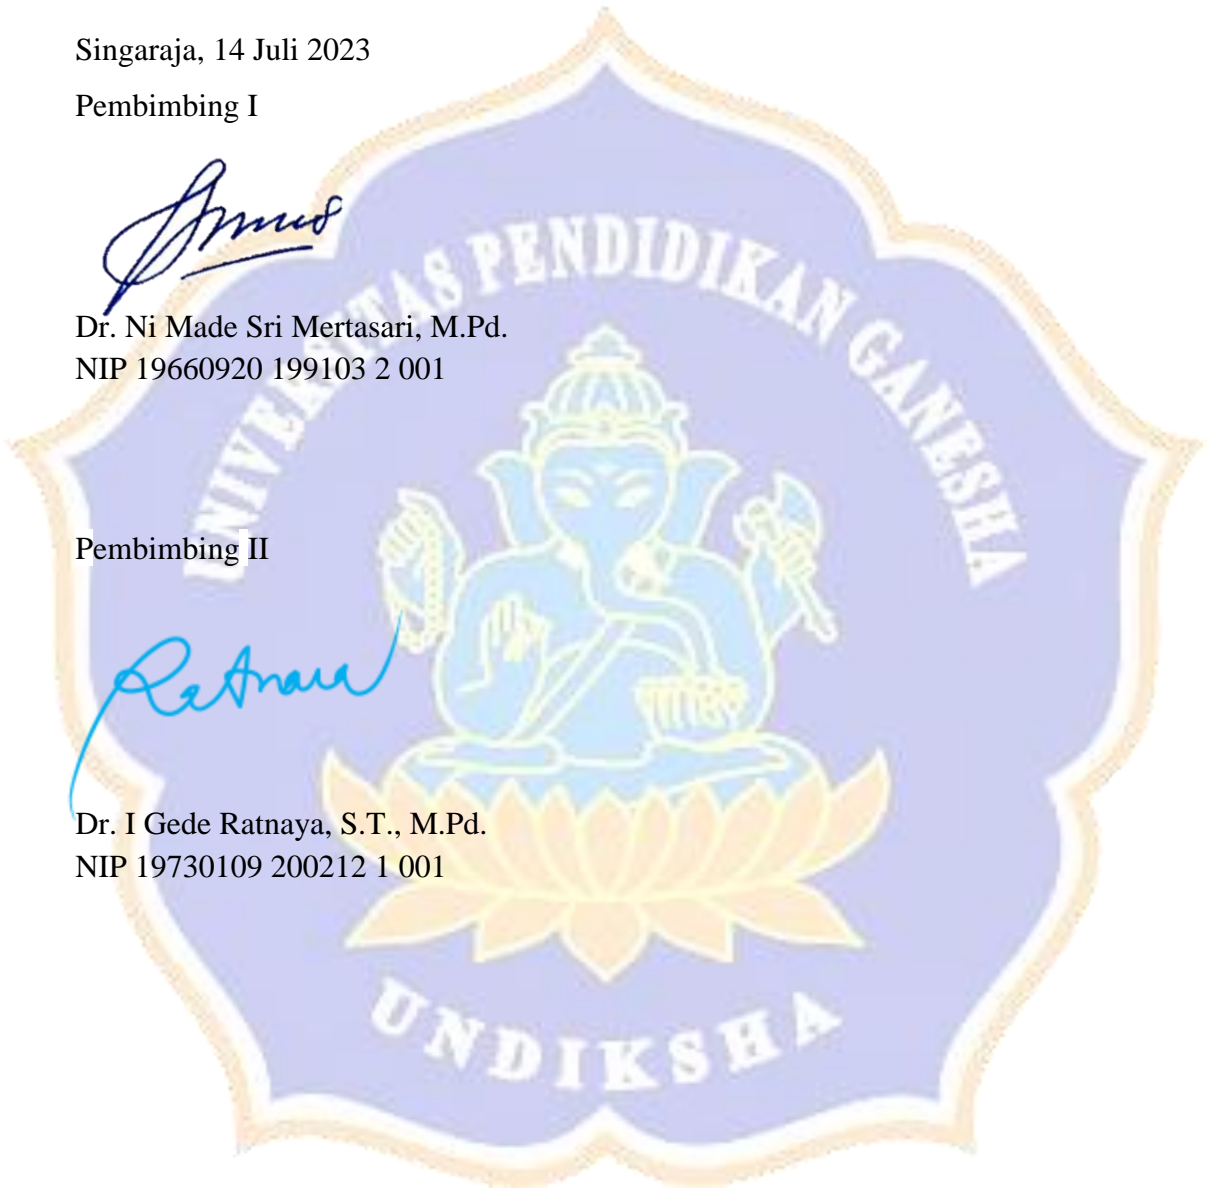 Singaraja, 14 Juli 2023
Pembimbing I
Dr. Ni Made Sri Mertasari, M.Pd.
NIP 19660920 199103 2 001
UNIVERSITAS PENDIDIKAN GANESHA
Pembimbing II
Dr. I Gede Ratnaya, S.T., M.Pd.
NIP 19730109 200212 1 001
UNDIKSHA